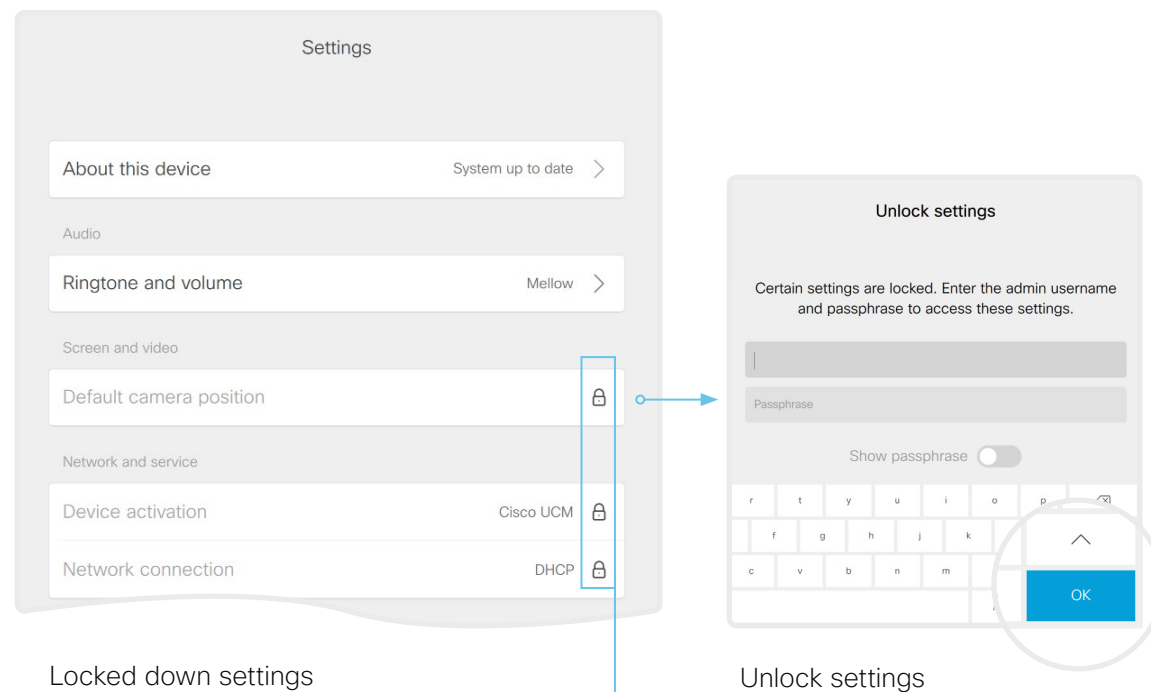 Settings
About this device System up to date
Audio
Ringtone and volume Mellow
Screen and video
Default camera position
Network and service
Device activation Cisco UCM
Network connection DHCP
Locked down settings
Unlock settings
Certain settings are locked. Enter the admin username
and passphrase to access these settings.
Passphrase
Show passphrase
r t y u i o p
f g h j k
c v b n m
OK
Unlock settings